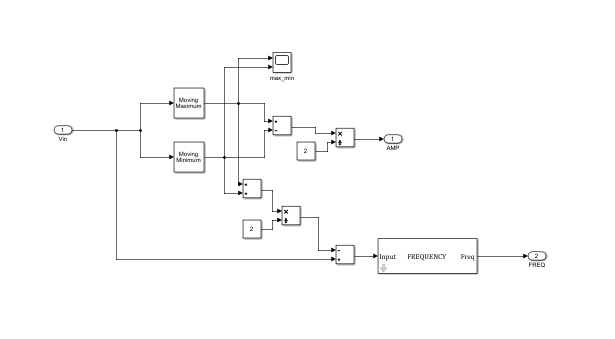 max_min
Moving
Maximum
1
Vin
Moving
Minimum
+
−
2
×
÷
1
AMP
+
+
2
×
÷
−
+
Input
FREQUENCY
Freq
2
FREQ